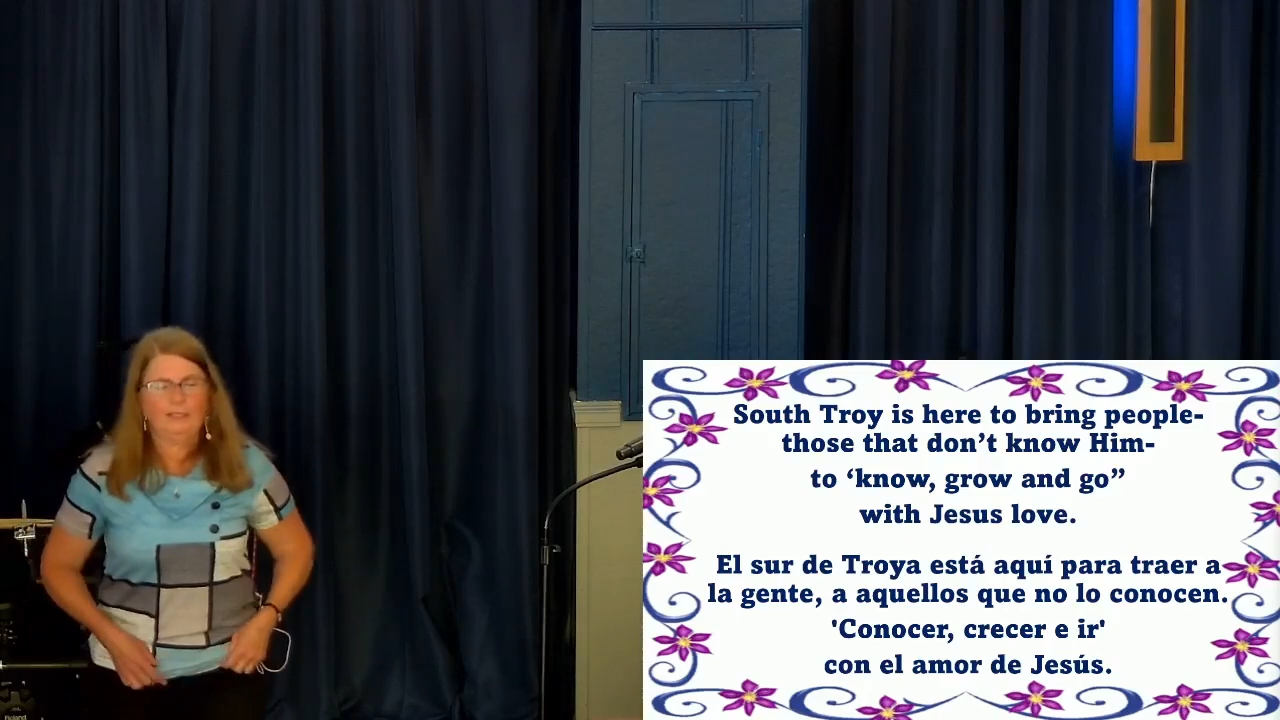 South Troy is here to bring people-
those that don’t know Him-
to ‘know, grow and go”
with Jesus love.
El sur de Troya está aquí para traer a
la gente, a aquellos que no lo conocen.
'Conocer, crecer e ir'
con el amor de Jesús.
Roland